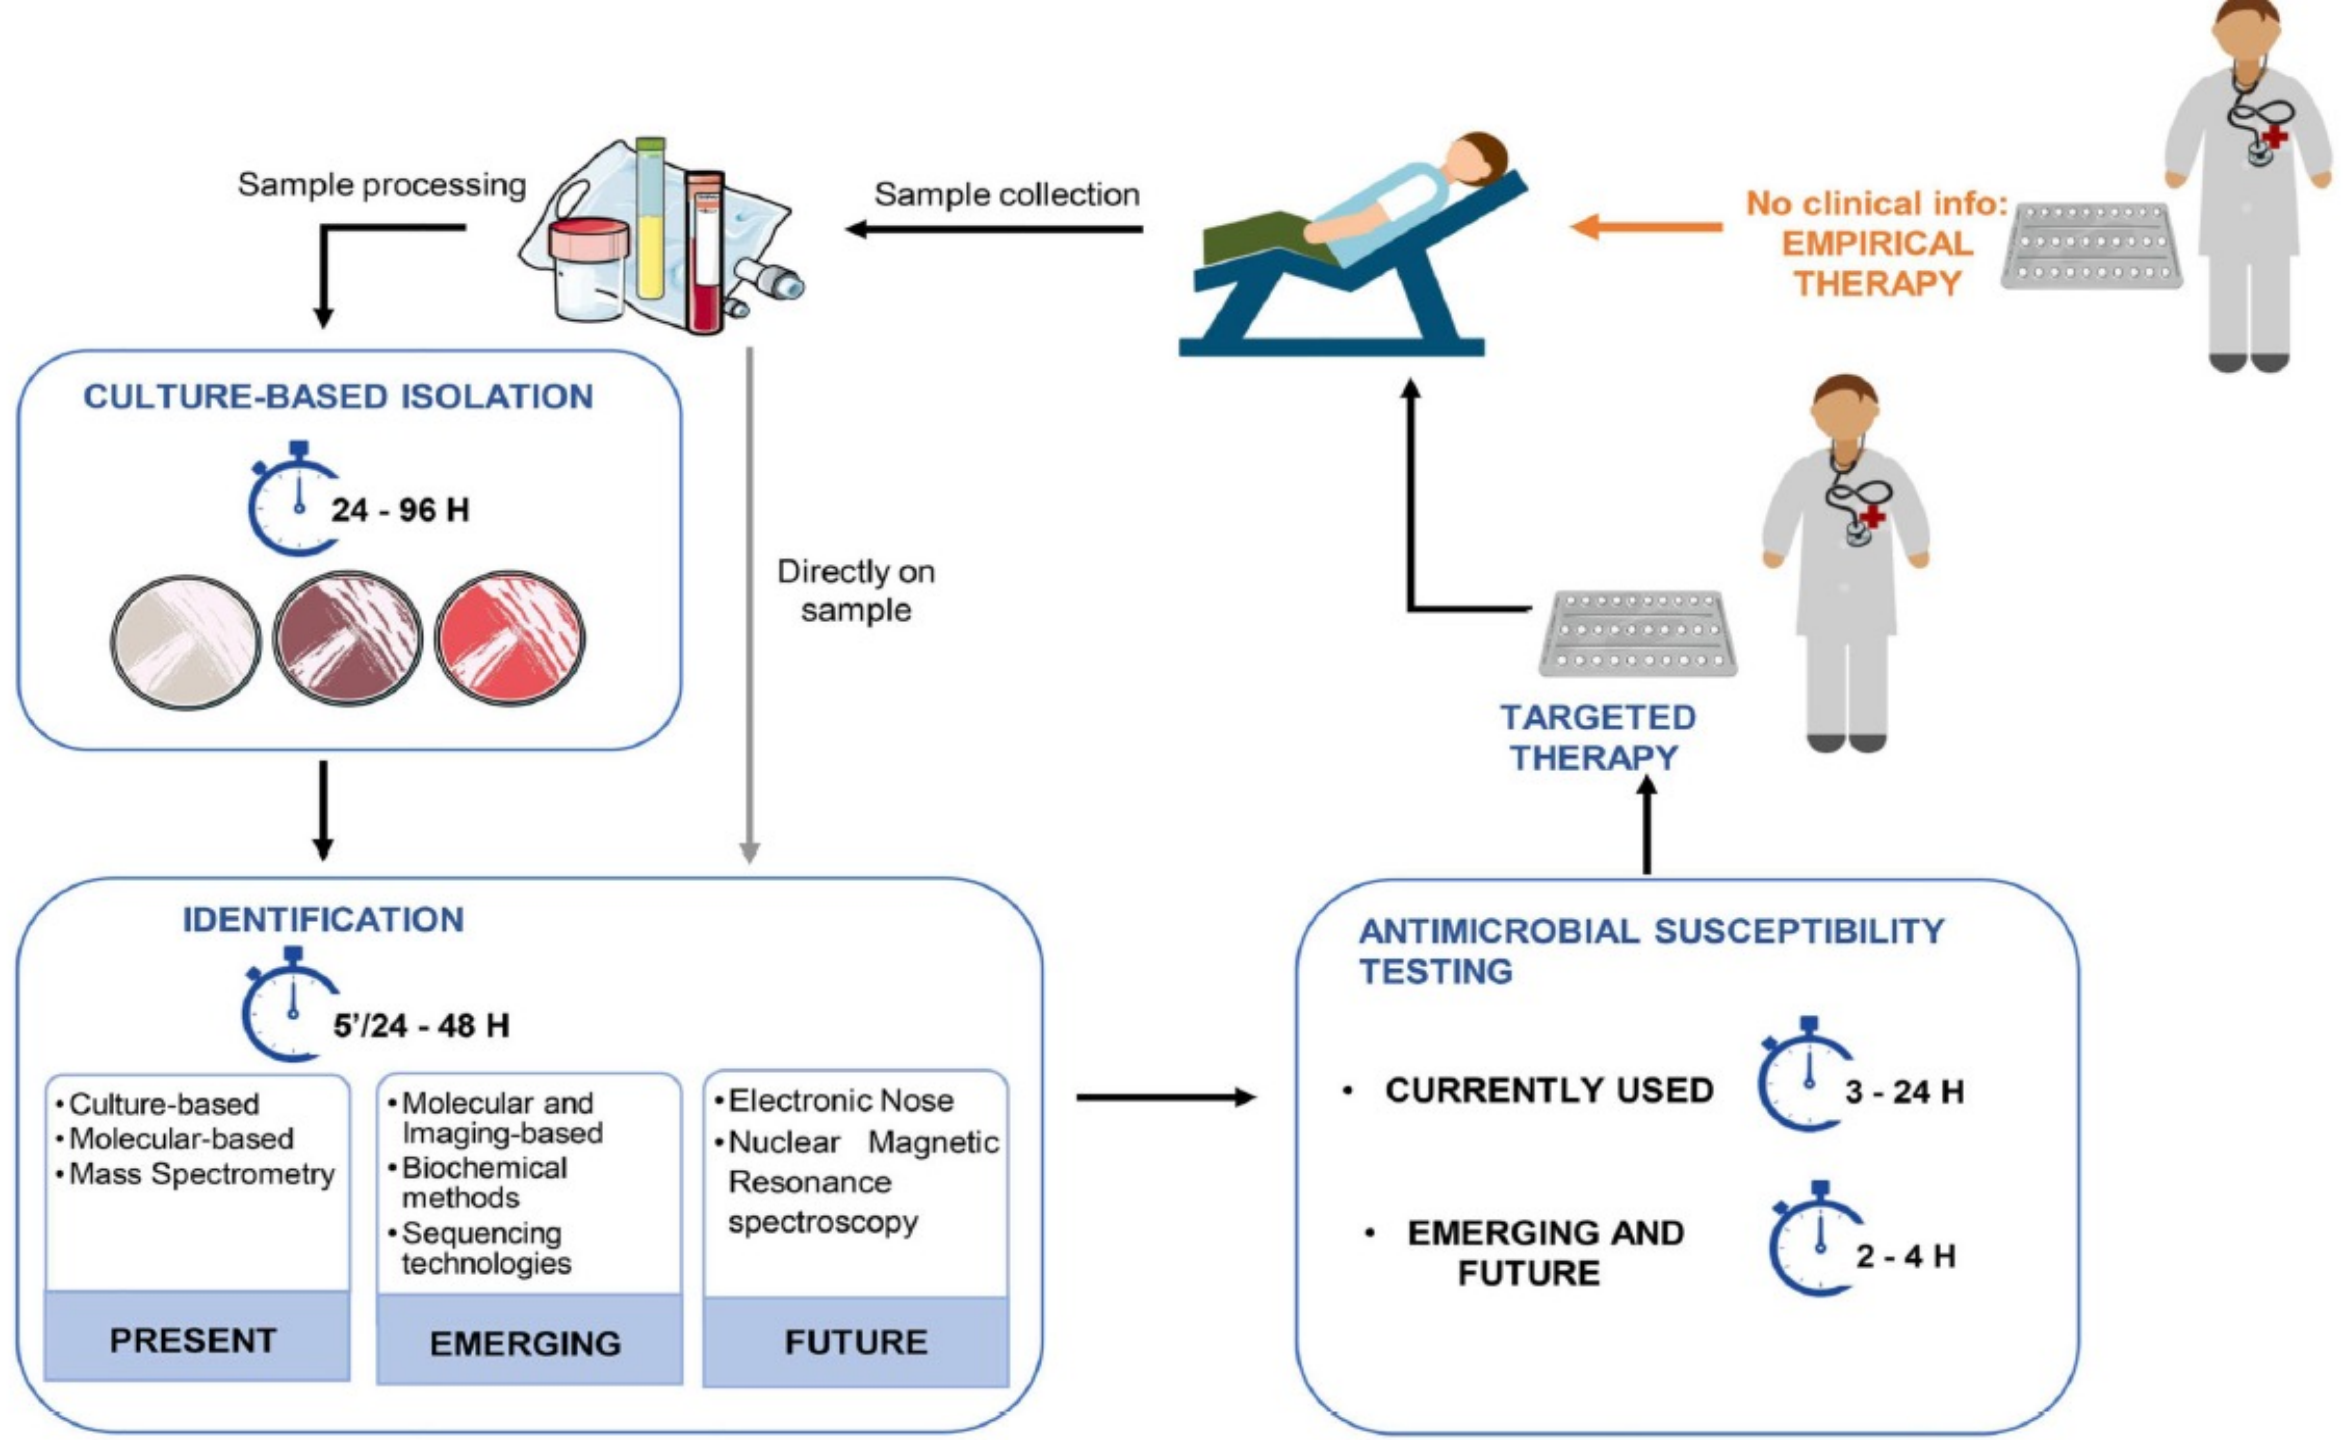 Sample processing
Sample collection
No clinical info:
EMPIRICAL
THERAPY
CULTURE-BASED ISOLATION
24 - 96 H
Directly on
sample
TARGETED
THERAPY
IDENTIFICATION
5’/24 - 48 H
•Culture-based
•Molecular-based
•Mass Spectrometry
PRESENT
•Molecular and
Imaging-based
•Biochemical
methods
•Sequencing
technologies
EMERGING
•Electronic Nose
•Nuclear Magnetic
Resonance
spectroscopy
FUTURE
ANTIMICROBIAL SUSCEPTIBILITY
TESTING
• CURRENTLY USED
3 - 24 H
• EMERGING AND
FUTURE
2 - 4 H